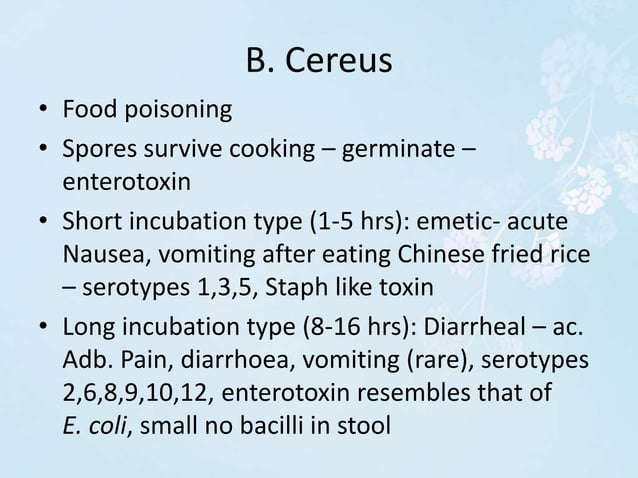 B. Cereus
• Food poisoning
• Spores survive cooking – germinate –
enterotoxin
• Short incubation type (1-5 hrs): emetic- acute
Nausea, vomiting after eating Chinese fried rice
– serotypes 1,3,5, Staph like toxin
• Long incubation type (8-16 hrs): Diarrheal – ac.
Adb. Pain, diarrhoea, vomiting (rare), serotypes
2,6,8,9,10,12, enterotoxin resembles that of
E. coli, small no bacilli in stool